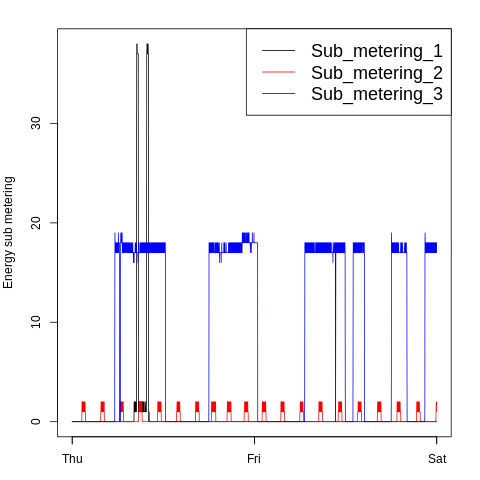 Sub_metering_1
Sub_metering_2
Sub_metering_3
Energy sub metering
30
20
10
0
Thu
Fri
Sat